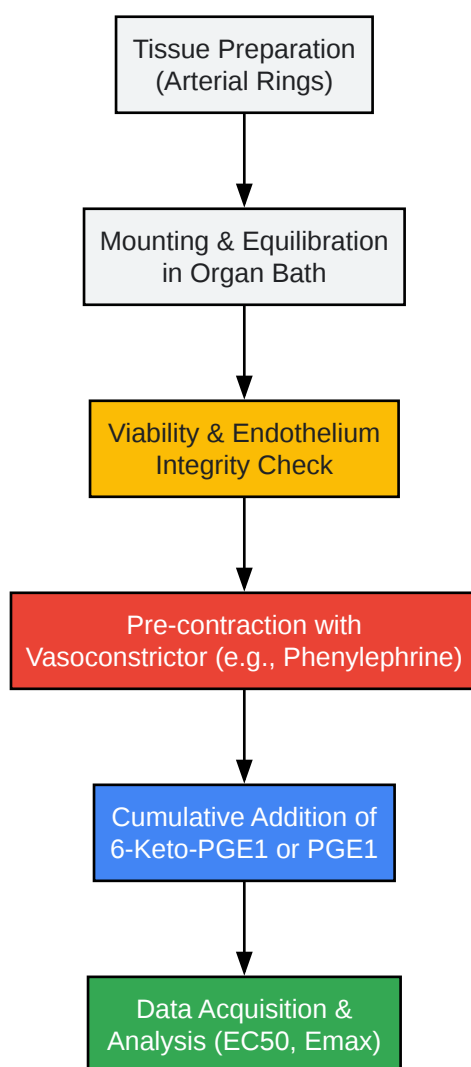 Tissue Preparation
(Arterial Rings)
Mounting & Equilibration
in Organ Bath
Viability & Endothelium
Integrity Check
Pre-contraction with
Vasoconstrictor (e.g., Phenylephrine)
Cumulative Addition of
6-Keto-PGE1 or PGE1
Data Acquisition &
Analysis (EC50, Emax)